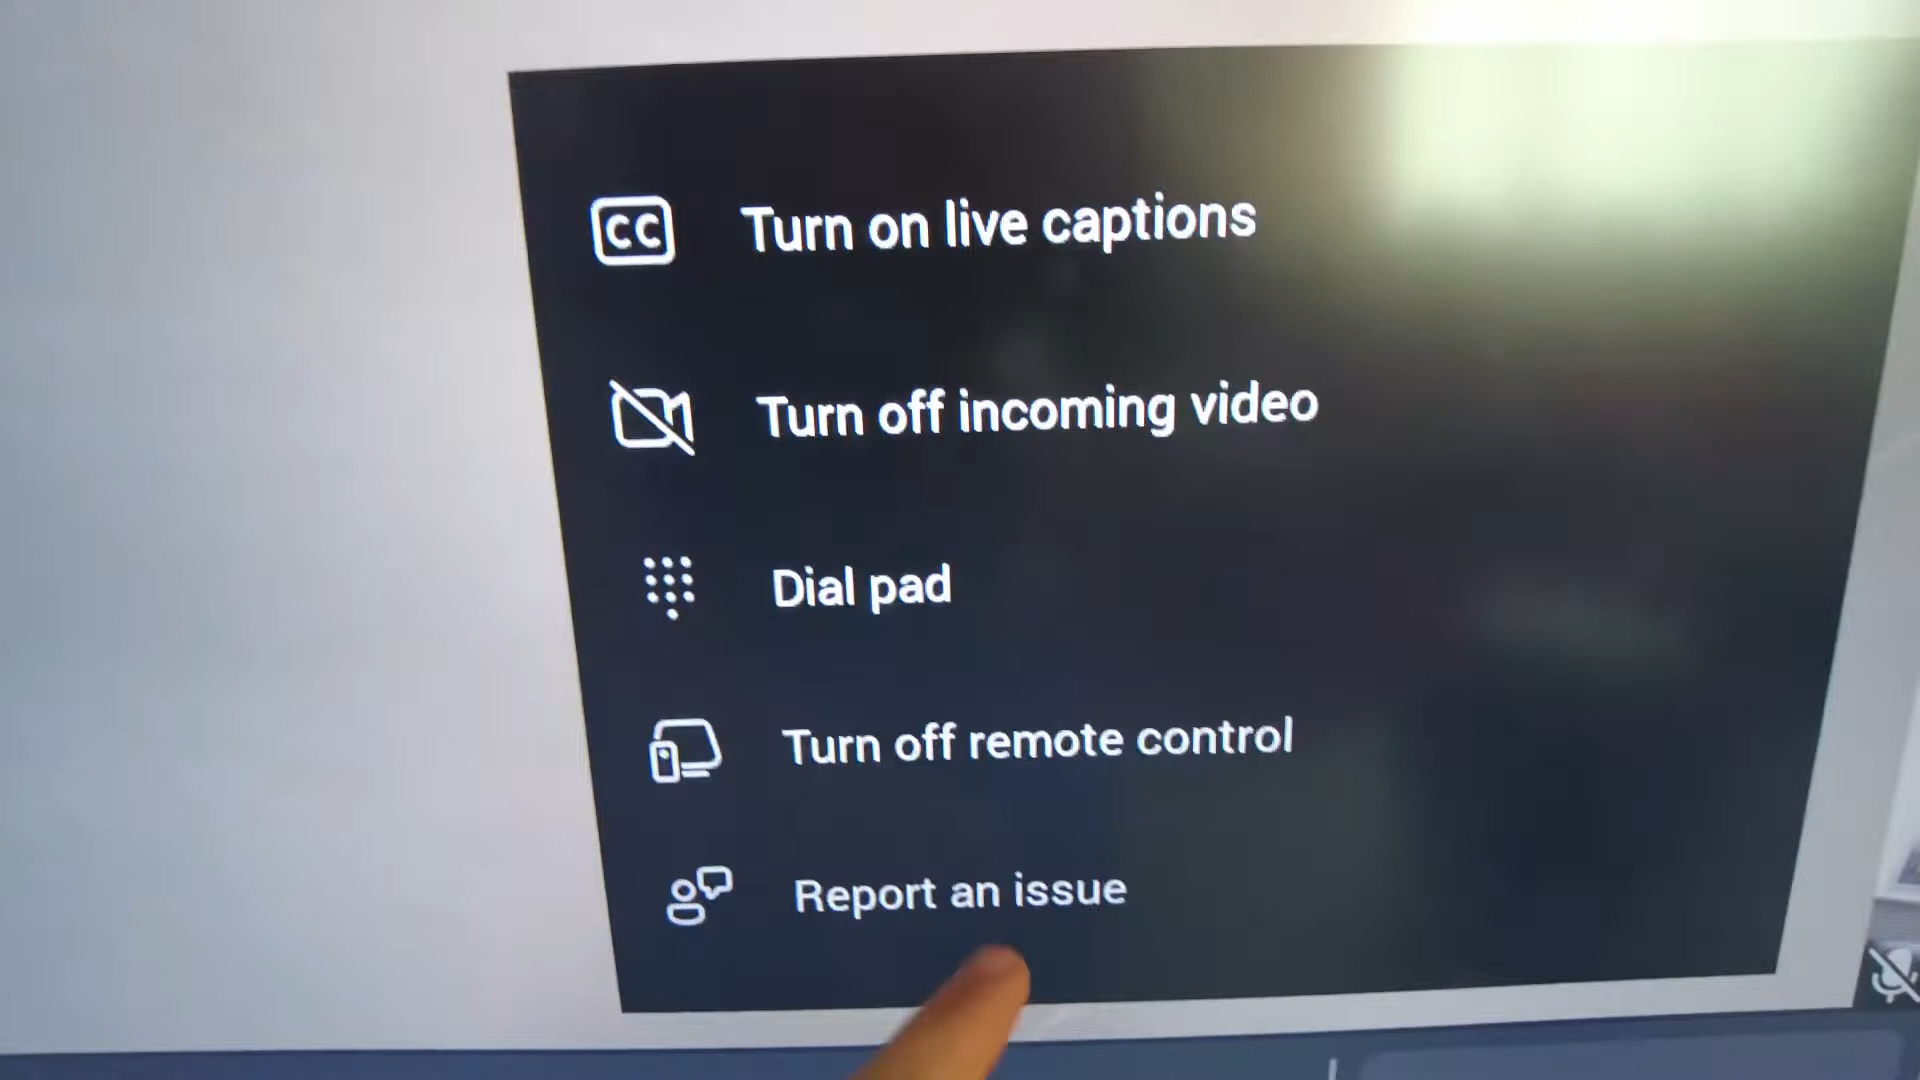 CC Turn on live captions
Turn off incoming video
Dial pad
Turn off remote control
Report an issue